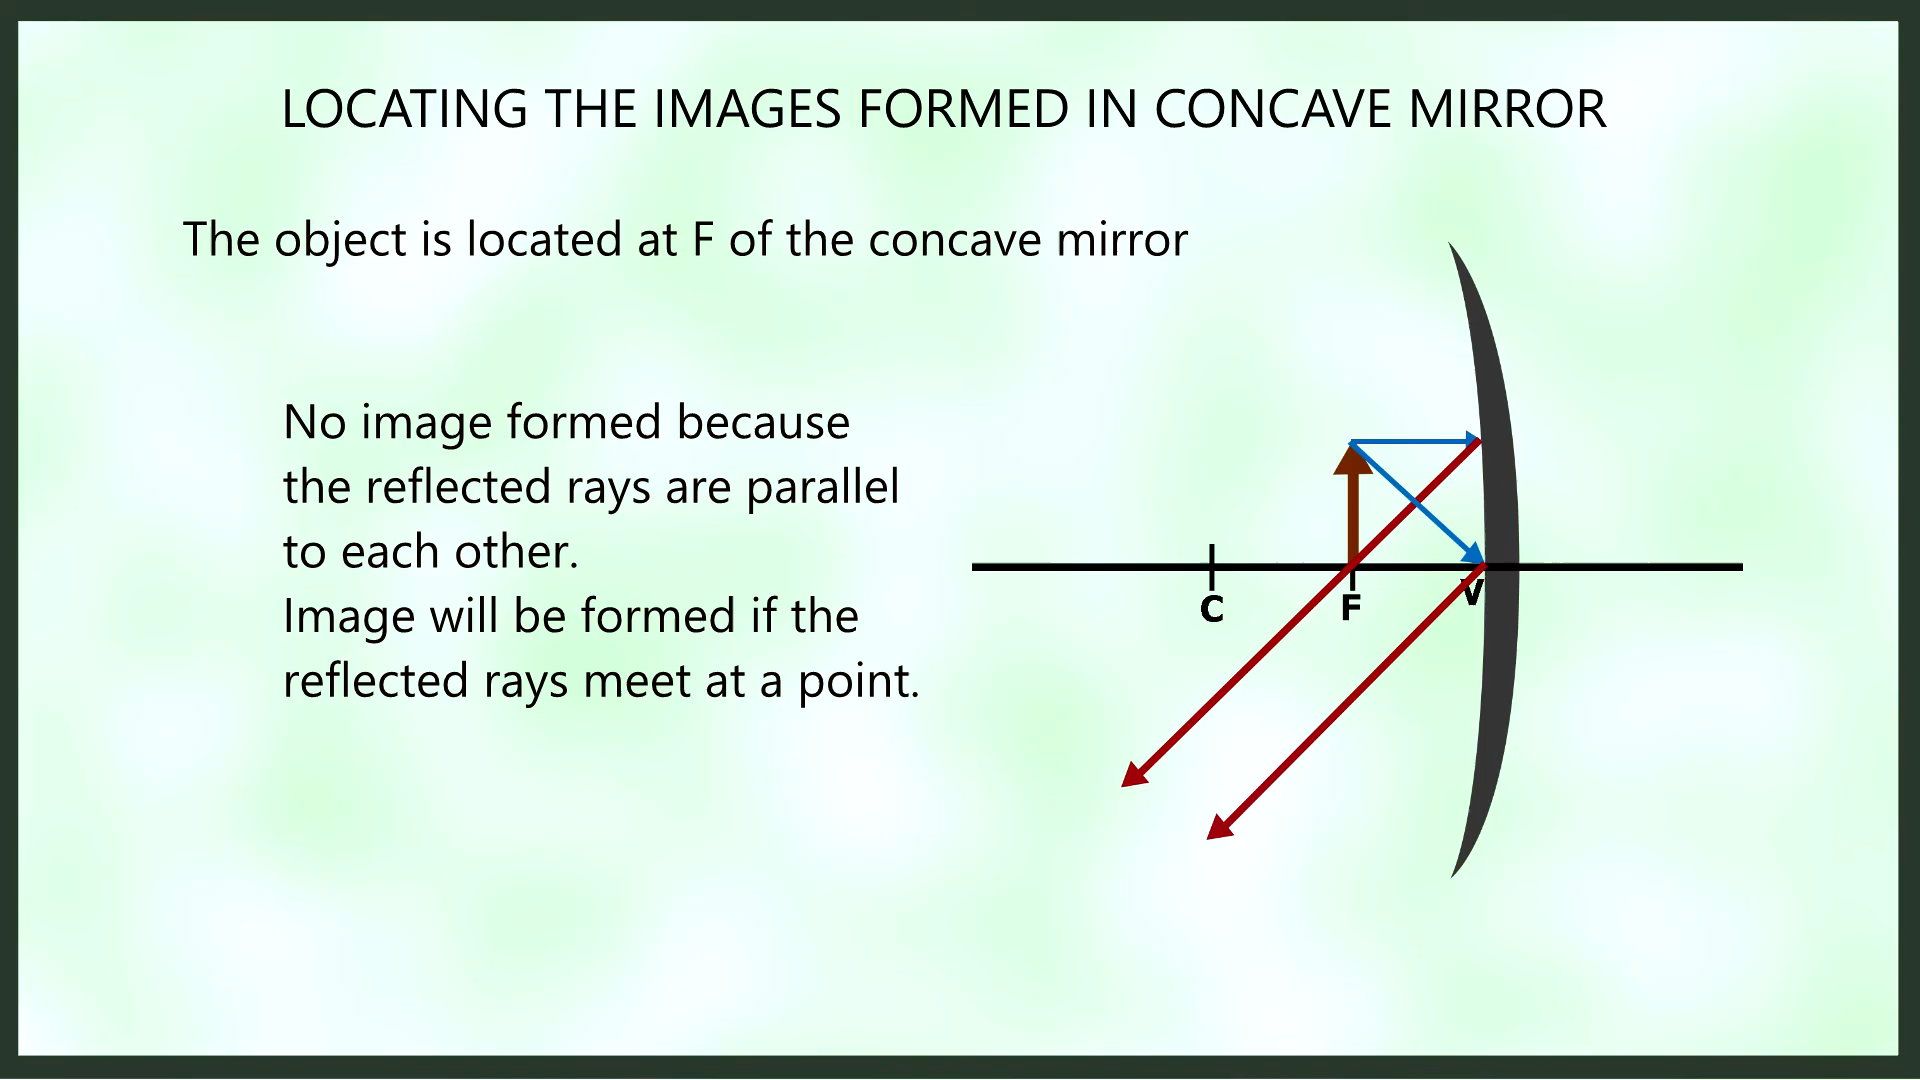 LOCATING THE IMAGES FORMED IN CONCAVE MIRROR
The object is located at F of the concave mirror
No image formed because
the reflected rays are parallel
to each other.
Image will be formed if the
reflected rays meet at a point.
C
F
V